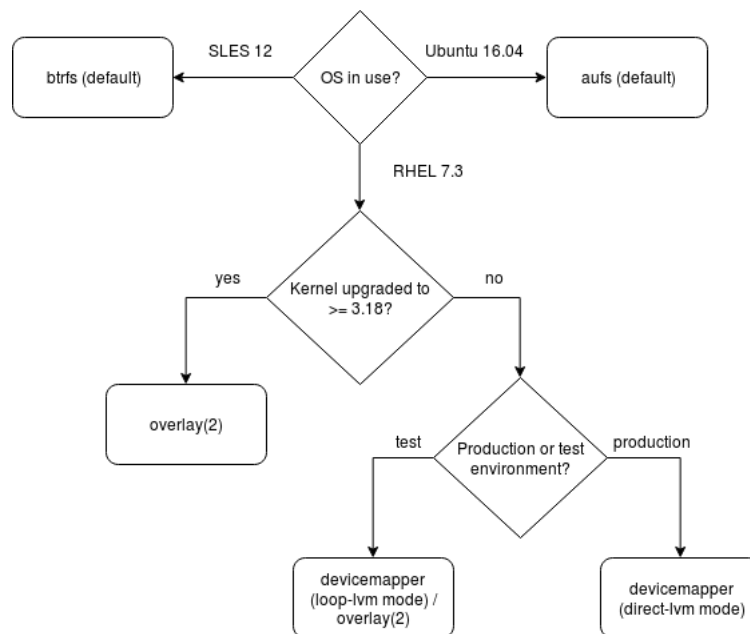 SLES 12
Ubuntu 16.04
btrfs (default)
OS in use?
aufs (default)
RHEL 7.3
yes
no
Kernel upgraded to
>= 3.18?
overlay(2)
test
production
Production or test
environment?
devicemapper
(loop-lvm mode) /
overlay(2)
devicemapper
(direct-lvm mode)